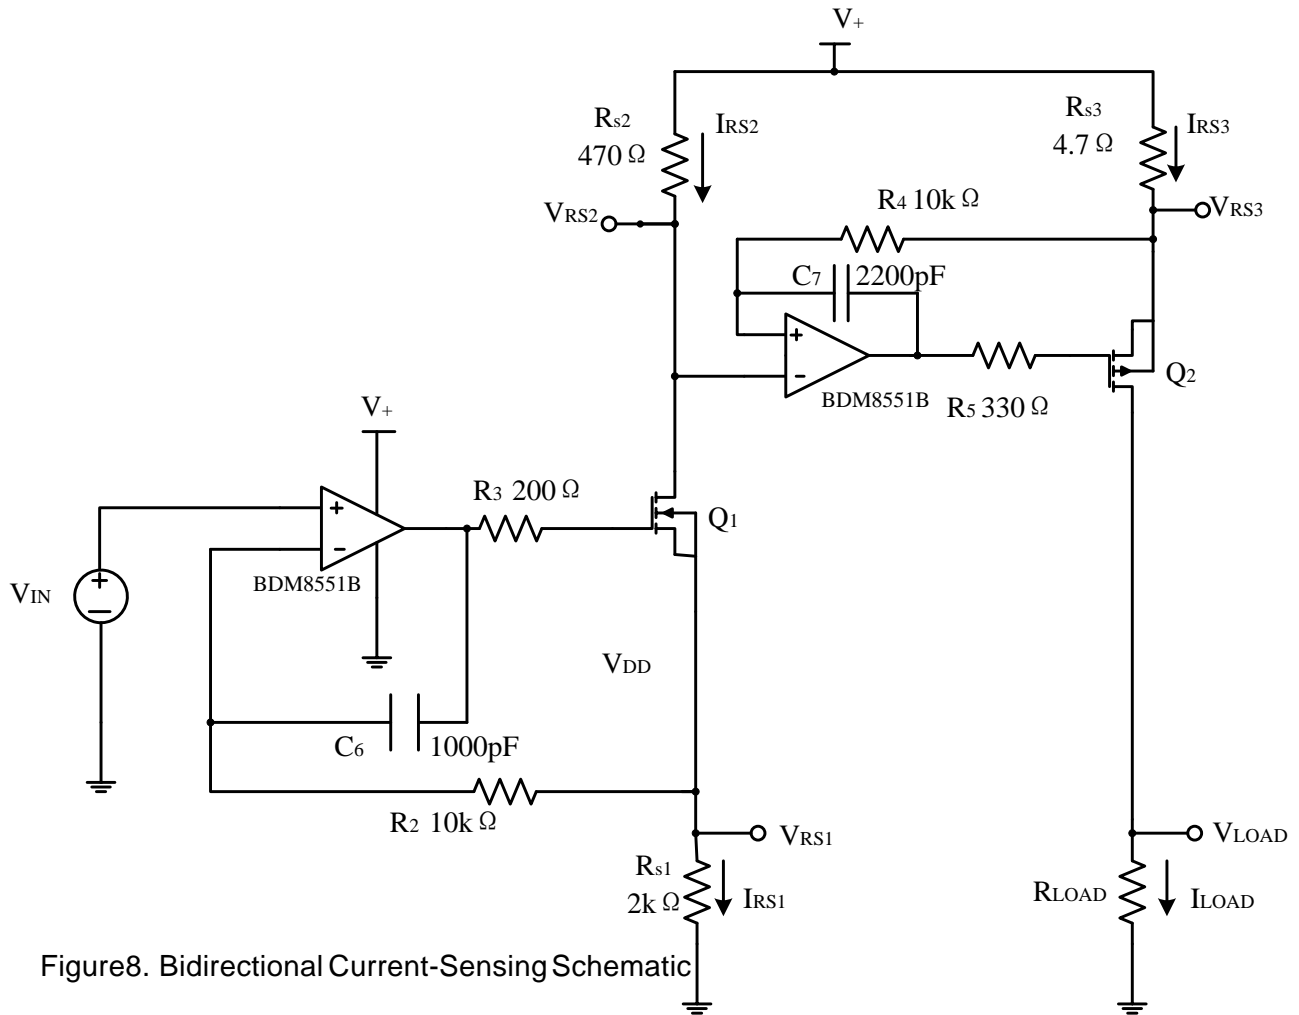 V+
Rs2
470 Ω
IRS2
Rs3
4.7 Ω
IRS3
VRS2
R4 10k Ω
VRS3
C7 2200pF
+
-
BDM8551B
R5 330 Ω
Q2
V+
R3 200 Ω
Q1
+
-
BDM8551B
VIN
+
—
VDD
C6 1000pF
R2 10k Ω
VRS1
VLOAD
Rs1
2k Ω
IRS1
RLOAD
ILOAD
Figure8. Bidirectional Current-Sensing Schematic